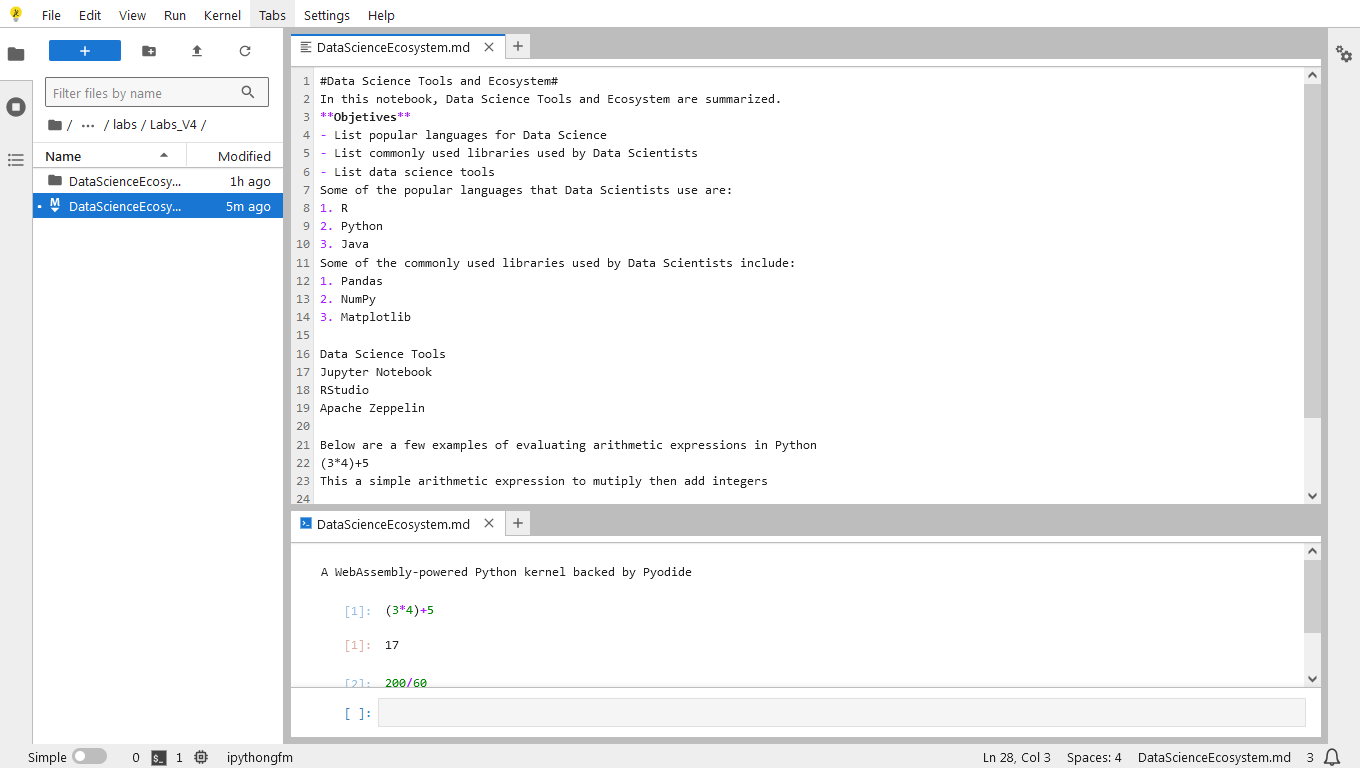 File Edit View Run Kernel Tabs Settings Help
+
Filter files by name
/ ... / labs / Labs_V4 /
Name Modified
DataScienceEcosy... 1h ago
DataScienceEcosy... 5m ago
DataScienceEcosystem.md
1 #Data Science Tools and Ecosystem#
2 In this notebook, Data Science Tools and Ecosystem are summarized.
3 **Objetives**
4 - List popular languages for Data Science
5 - List commonly used libraries used by Data Scientists
6 - List data science tools
7 Some of the popular languages that Data Scientists use are:
8 1. R
9 2. Python
10 3. Java
11 Some of the commonly used libraries used by Data Scientists include:
12 1. Pandas
13 2. NumPy
14 3. Matplotlib
15
16 Data Science Tools
17 Jupyter Notebook
18 RStudio
19 Apache Zeppelin
20
21 Below are a few examples of evaluating arithmetic expressions in Python
22 (3*4)+5
23 This a simple arithmetic expression to mutiply then add integers
24
DataScienceEcosystem.md
A WebAssembly-powered Python kernel backed by Pyodide
[1]: (3*4)+5
[1]: 17
[2]: 200/60
[ ]:
Simple 0 $_ 1 ipythongfm Ln 28, Col 3 Spaces: 4 DataScienceEcosystem.md 3